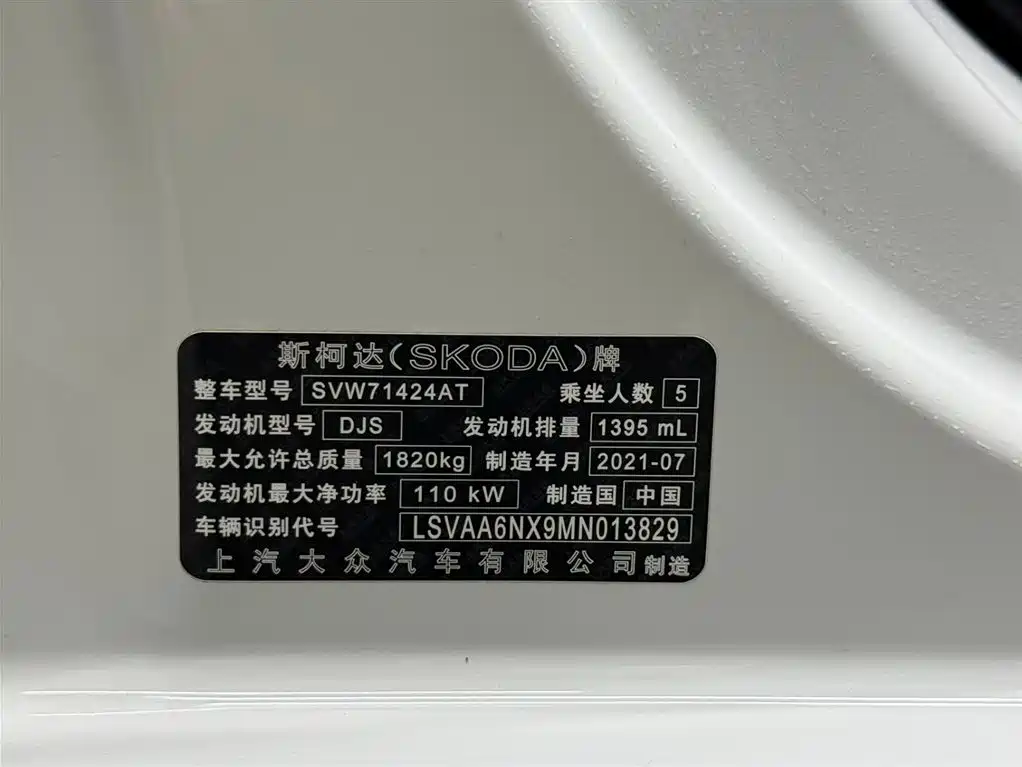 斯柯达(SKODA)牌
整车型号 SVW71424AT 乘坐人数 5
发动机型号 DJS 发动机排量 1395 mL
最大允许总质量 1820kg 制造年月 2021-07
发动机最大净功率 110 kW 制造国 中国
车辆识别代号 LSVAA6NX9MN013829
上汽大众汽车有限公司制造